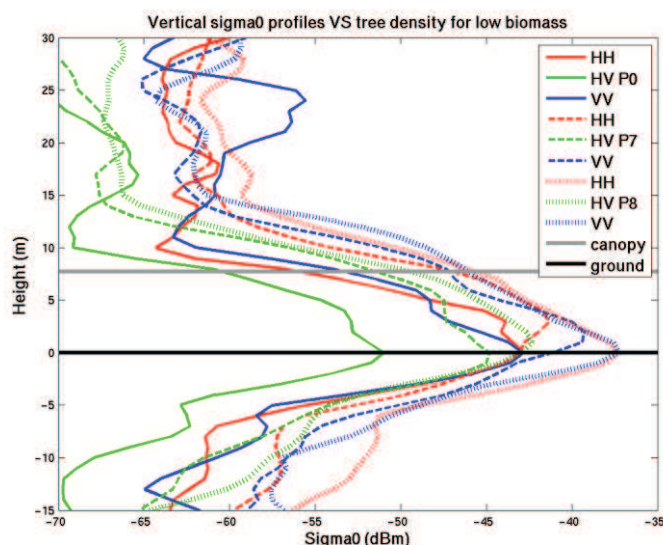 Vertical sigma0 profiles VS tree density for low biomass
30
25
20
15
10
5
0
−5
−10
−15
Height (m)
HH
HV P0
VV
HH
HV P7
VV
HH
HV P8
VV
canopy
ground
−70
−65
−60
−55
−50
−45
−40
−35
Sigma0 (dBm)